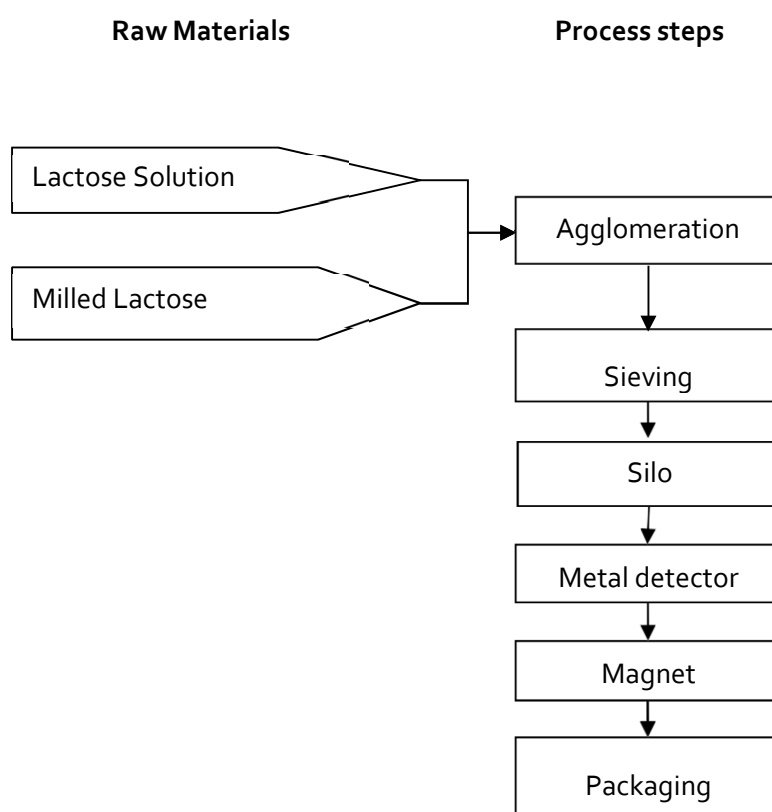 Raw Materials
Process steps
Lactose Solution
Agglomeration
Milled Lactose
Sieving
Silo
Metal detector
Magnet
Packaging